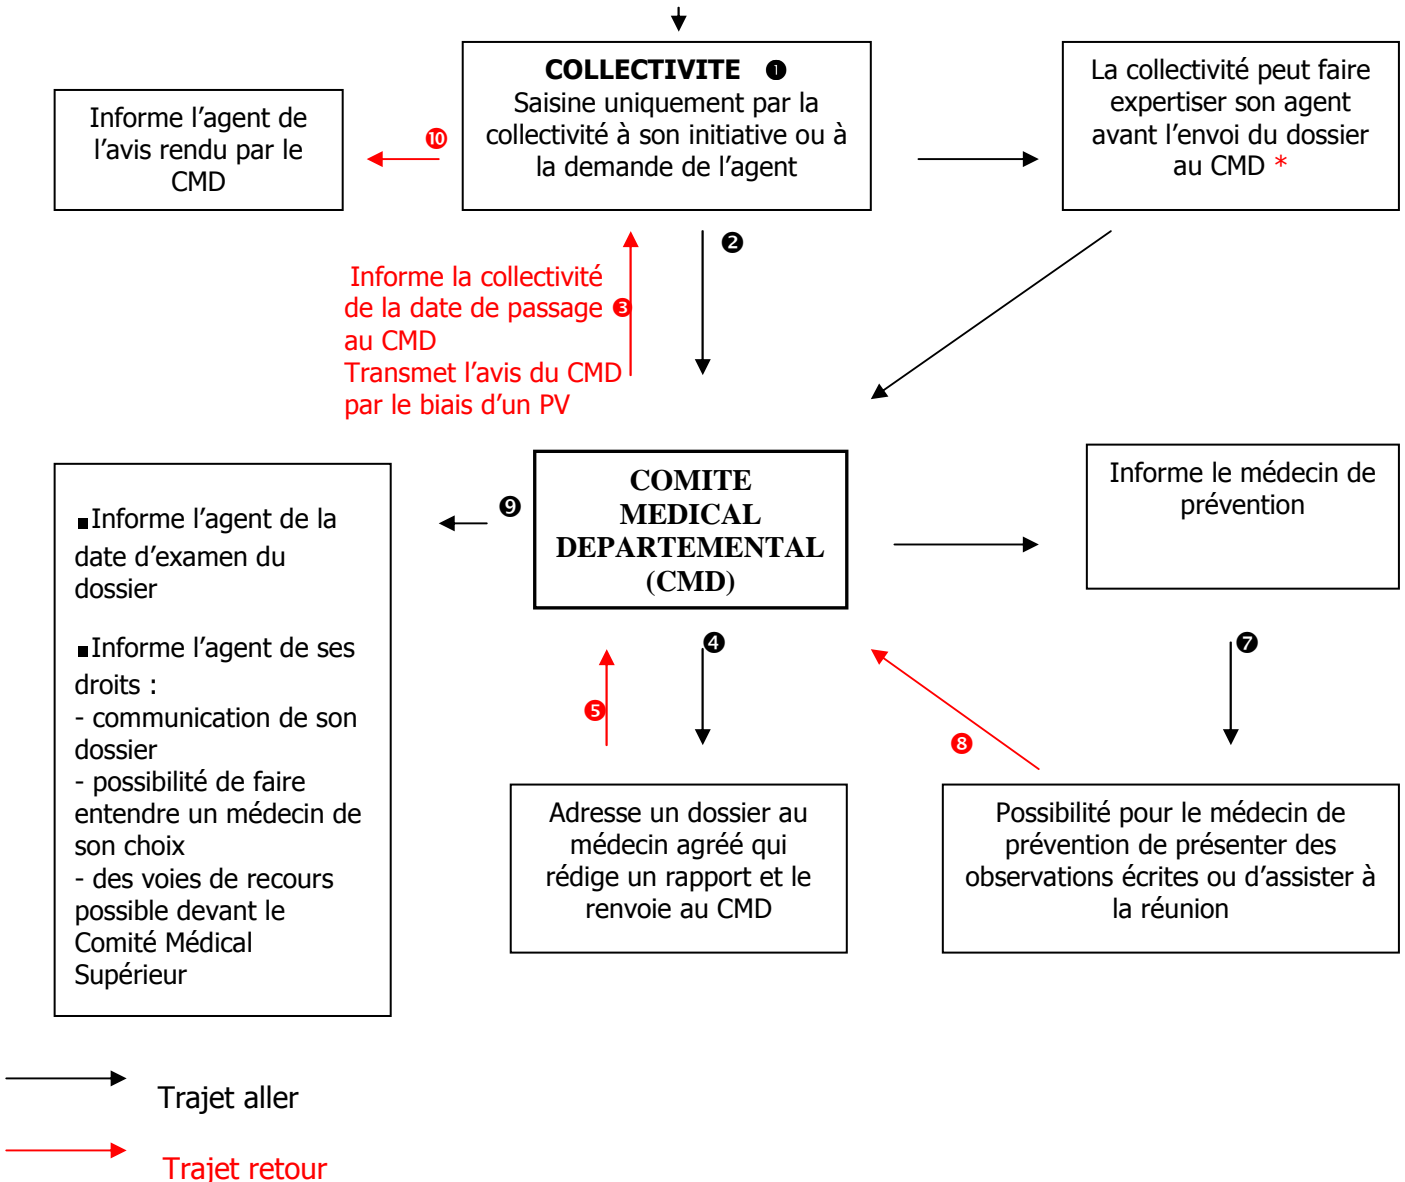 COLLECTIVITE ❶
Saisine uniquement par la
collectivité à son initiative ou à
la demande de l'agent
La collectivité peut faire
expertiser son agent
avant l'envoi du dossier
au CMD *
Informe l'agent de
l'avis rendu par le
CMD
❿
❷
Informe la collectivité
de la date de passage ❸
au CMD
Transmet l'avis du CMD
par le biais d'un PV
COMITE
MEDICAL
DEPARTEMENTAL
(CMD)
Informe le médecin de
prévention
❾
▪Informe l'agent de la
date d'examen du
dossier
▪Informe l'agent de ses
droits :
- communication de son
dossier
- possibilité de faire
entendre un médecin de
son choix
- des voies de recours
possible devant le
Comité Médical
Supérieur
❹
❺
❼
❽
Adresse un dossier au
médecin agréé qui
rédige un rapport et le
renvoie au CMD
Possibilité pour le médecin de
prévention de présenter des
observations écrites ou d'assister à
la réunion
Trajet aller
Trajet retour